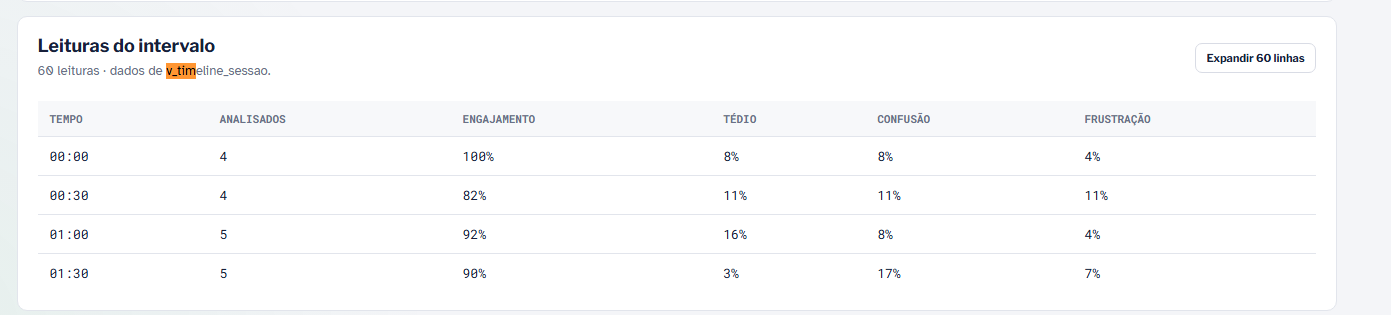 Leituras do intervalo
60 leituras · dados de v_timeline_sessao.
Expandir 60 linhas
TEMPO ANALISADOS ENGAJAMENTO TÉDIO CONFUSÃO FRUSTRAÇÃO
00:00 4 100% 8% 8% 4%
00:30 4 82% 11% 11% 11%
01:00 5 92% 16% 8% 4%
01:30 5 90% 3% 17% 7%